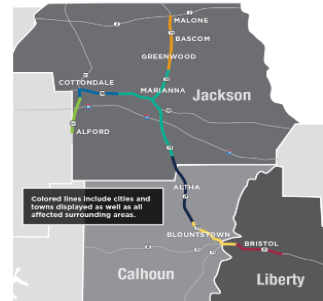 MALONE
BASCOM
GREENWOOD
COTTONDALE
MARIANNA
Jackson
ALFORD
Colored lines include cities and
towns displayed as well as all
affected surrounding areas.
ALTHA
BLOUNTSTOWN
BRISTOL
Calhoun
Liberty